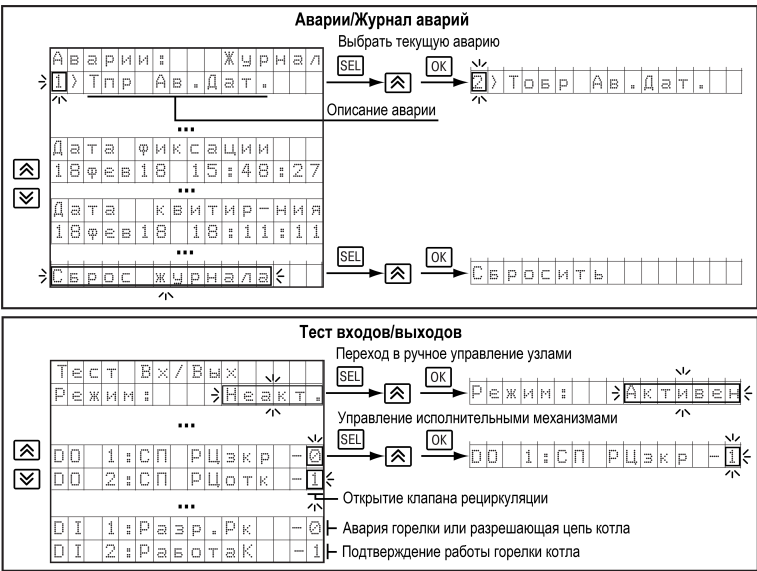 Аварии/Журнал аварий
Выбрать текущую аварию
Аварии: Журнал
1> Тпр Ав.Дат.
SEL
OK
2> Тобр Ав.Дат.
Описание аварии
...
Дата фиксации
18фев18 15:48:27
...
Дата квитир-ния
18фев18 18:11:11
...
Сброс журнала
SEL
OK
Сбросить
Тест входов/выходов
Переход в ручное управление узлами
Тест Вх/Вых
Режим: Неакт.
SEL
OK
Режим: Активен
...
Управление исполнительными механизмами
SEL
OK
DO 1:СП РЦзкр -0
DO 1:СП РЦзкр -1
DO 2:СП РЦотк -1
Открытие клапана рециркуляции
...
DI 1:Разр.Рк -0
Авария горелки или разрешающая цепь котла
DI 2:РаботаК -1
Подтверждение работы горелки котла